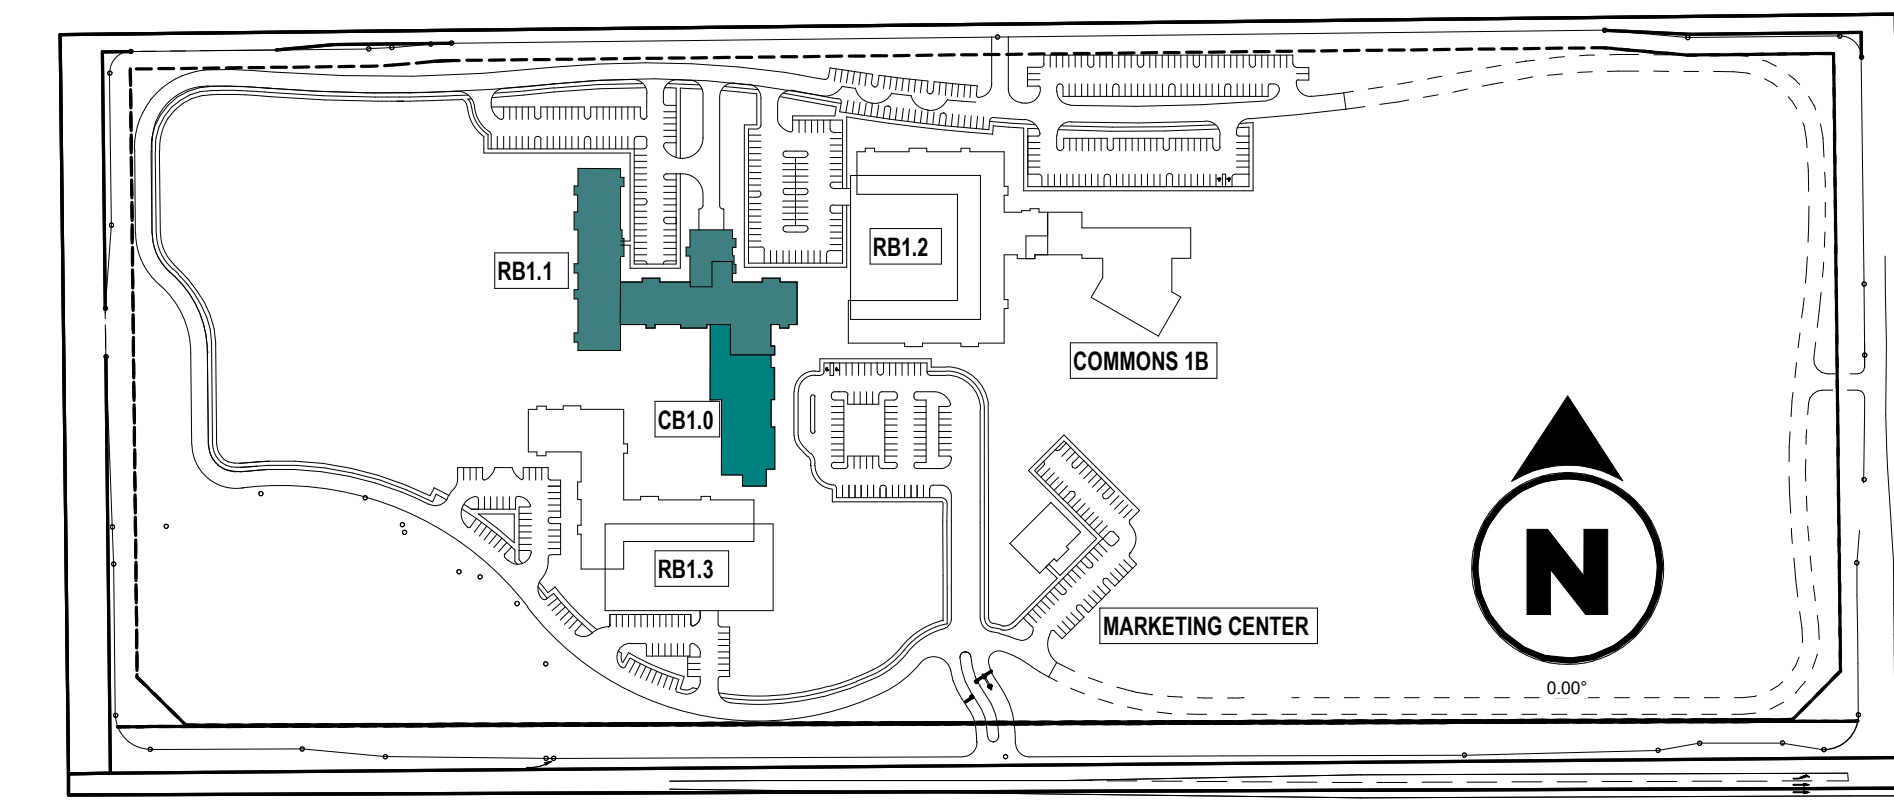 RB1.2
RB1.1
COMMONS 1B
CB1.0
RB1.3
N
MARKETING CENTER
0.00°